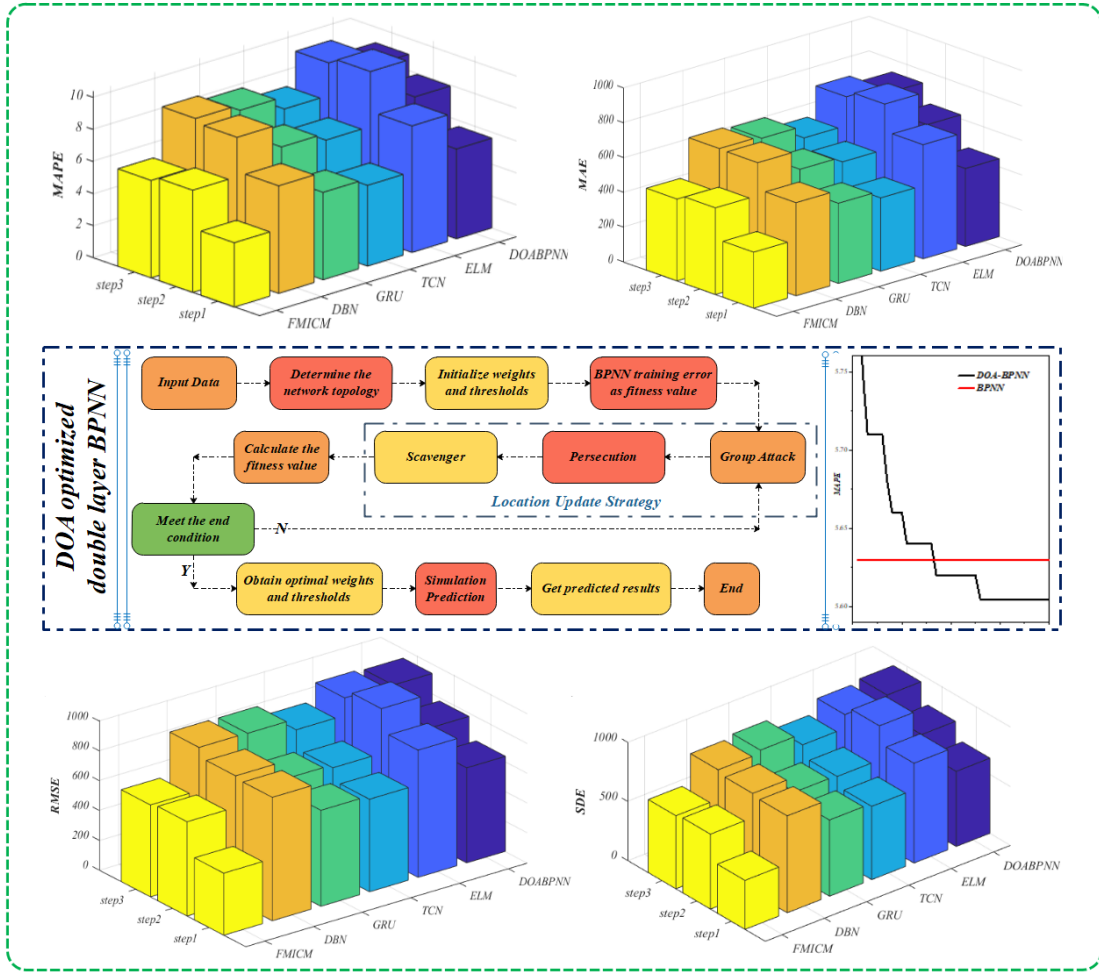 10
8
6
4
2
0
MAPE
step3
step2
step1
FMICM
DBN
GRU
TCN
ELM
DOABPNN
1000
800
600
400
200
0
MAE
step3
step2
step1
FMICM
DBN
GRU
TCN
ELM
DOABPNN
DOA optimized
double layer BPNN
Input Data
Determine the
network topology
Initialize weights
and thresholds
BPNN training error
as fitness value
Calculate the
fitness value
Scavenger
Persecution
Group Attack
Location Update Strategy
Meet the end
condition
N
Y
Obtain optimal weights
and thresholds
Simulation
Prediction
Get predicted results
End
DOA-BPNN
BPNN
MAPE
1000
800
600
400
200
0
RMSE
step3
step2
step1
FMICM
DBN
GRU
TCN
ELM
DOABPNN
1000
500
0
SDE
step3
step2
step1
FMICM
DBN
GRU
TCN
ELM
DOABPNN